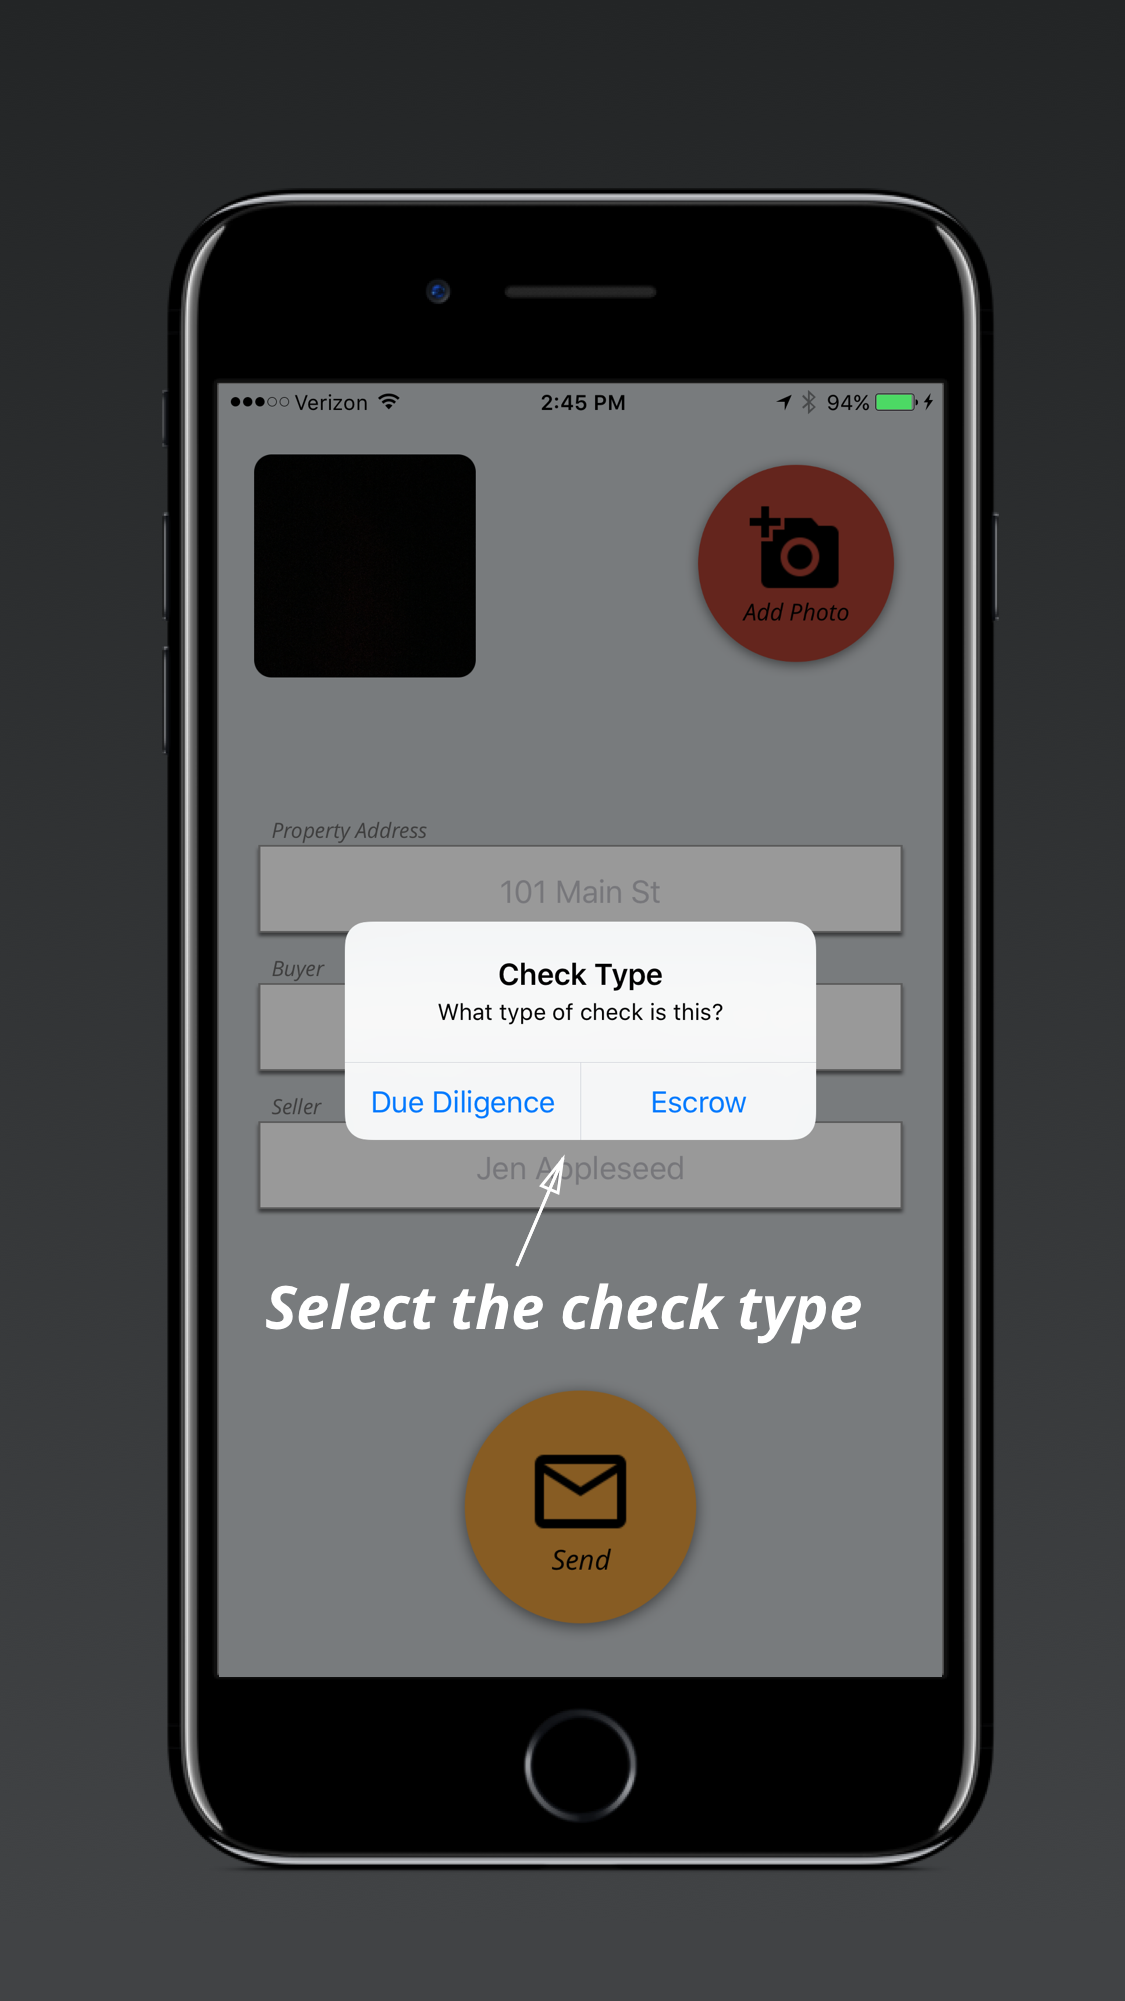 Verizon 2:45 PM 94%
Add Photo
Property Address
101 Main St
Check Type
Buyer
What type of check is this?
Due Diligence Escrow
Seller
Jen Appleseed
Select the check type
Send